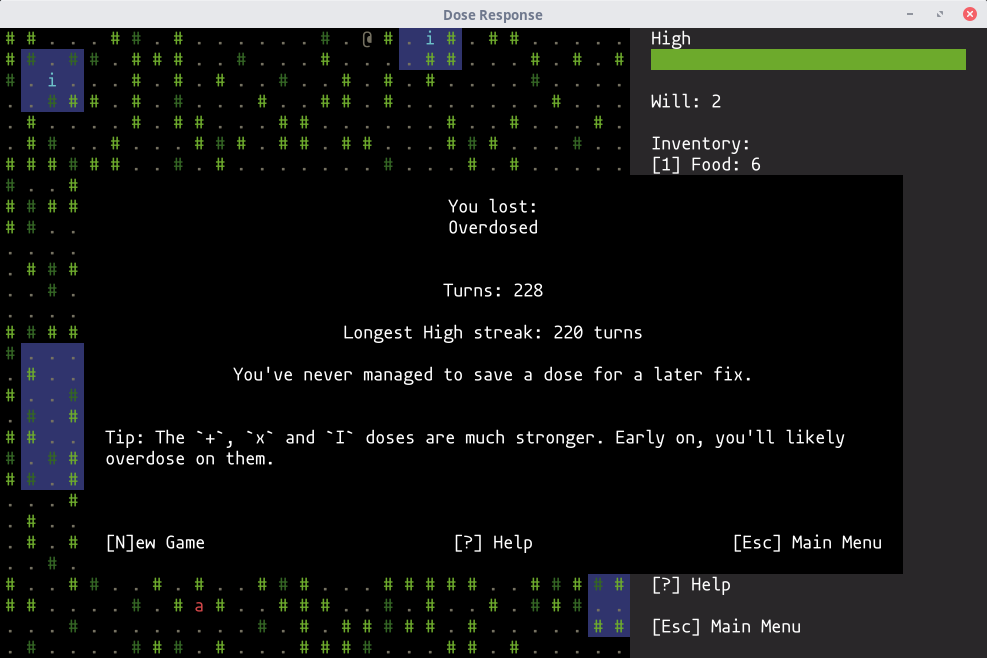 Dose Response
High
Will: 2
Inventory:
[1] Food: 6
You lost:
Overdosed
Turns: 228
Longest High streak: 220 turns
You've never managed to save a dose for a later fix.
Tip: The `+`, `x` and `I` doses are much stronger. Early on, you'll likely
overdose on them.
[N]ew Game [?] Help [Esc] Main Menu
[?] Help
[Esc] Main Menu